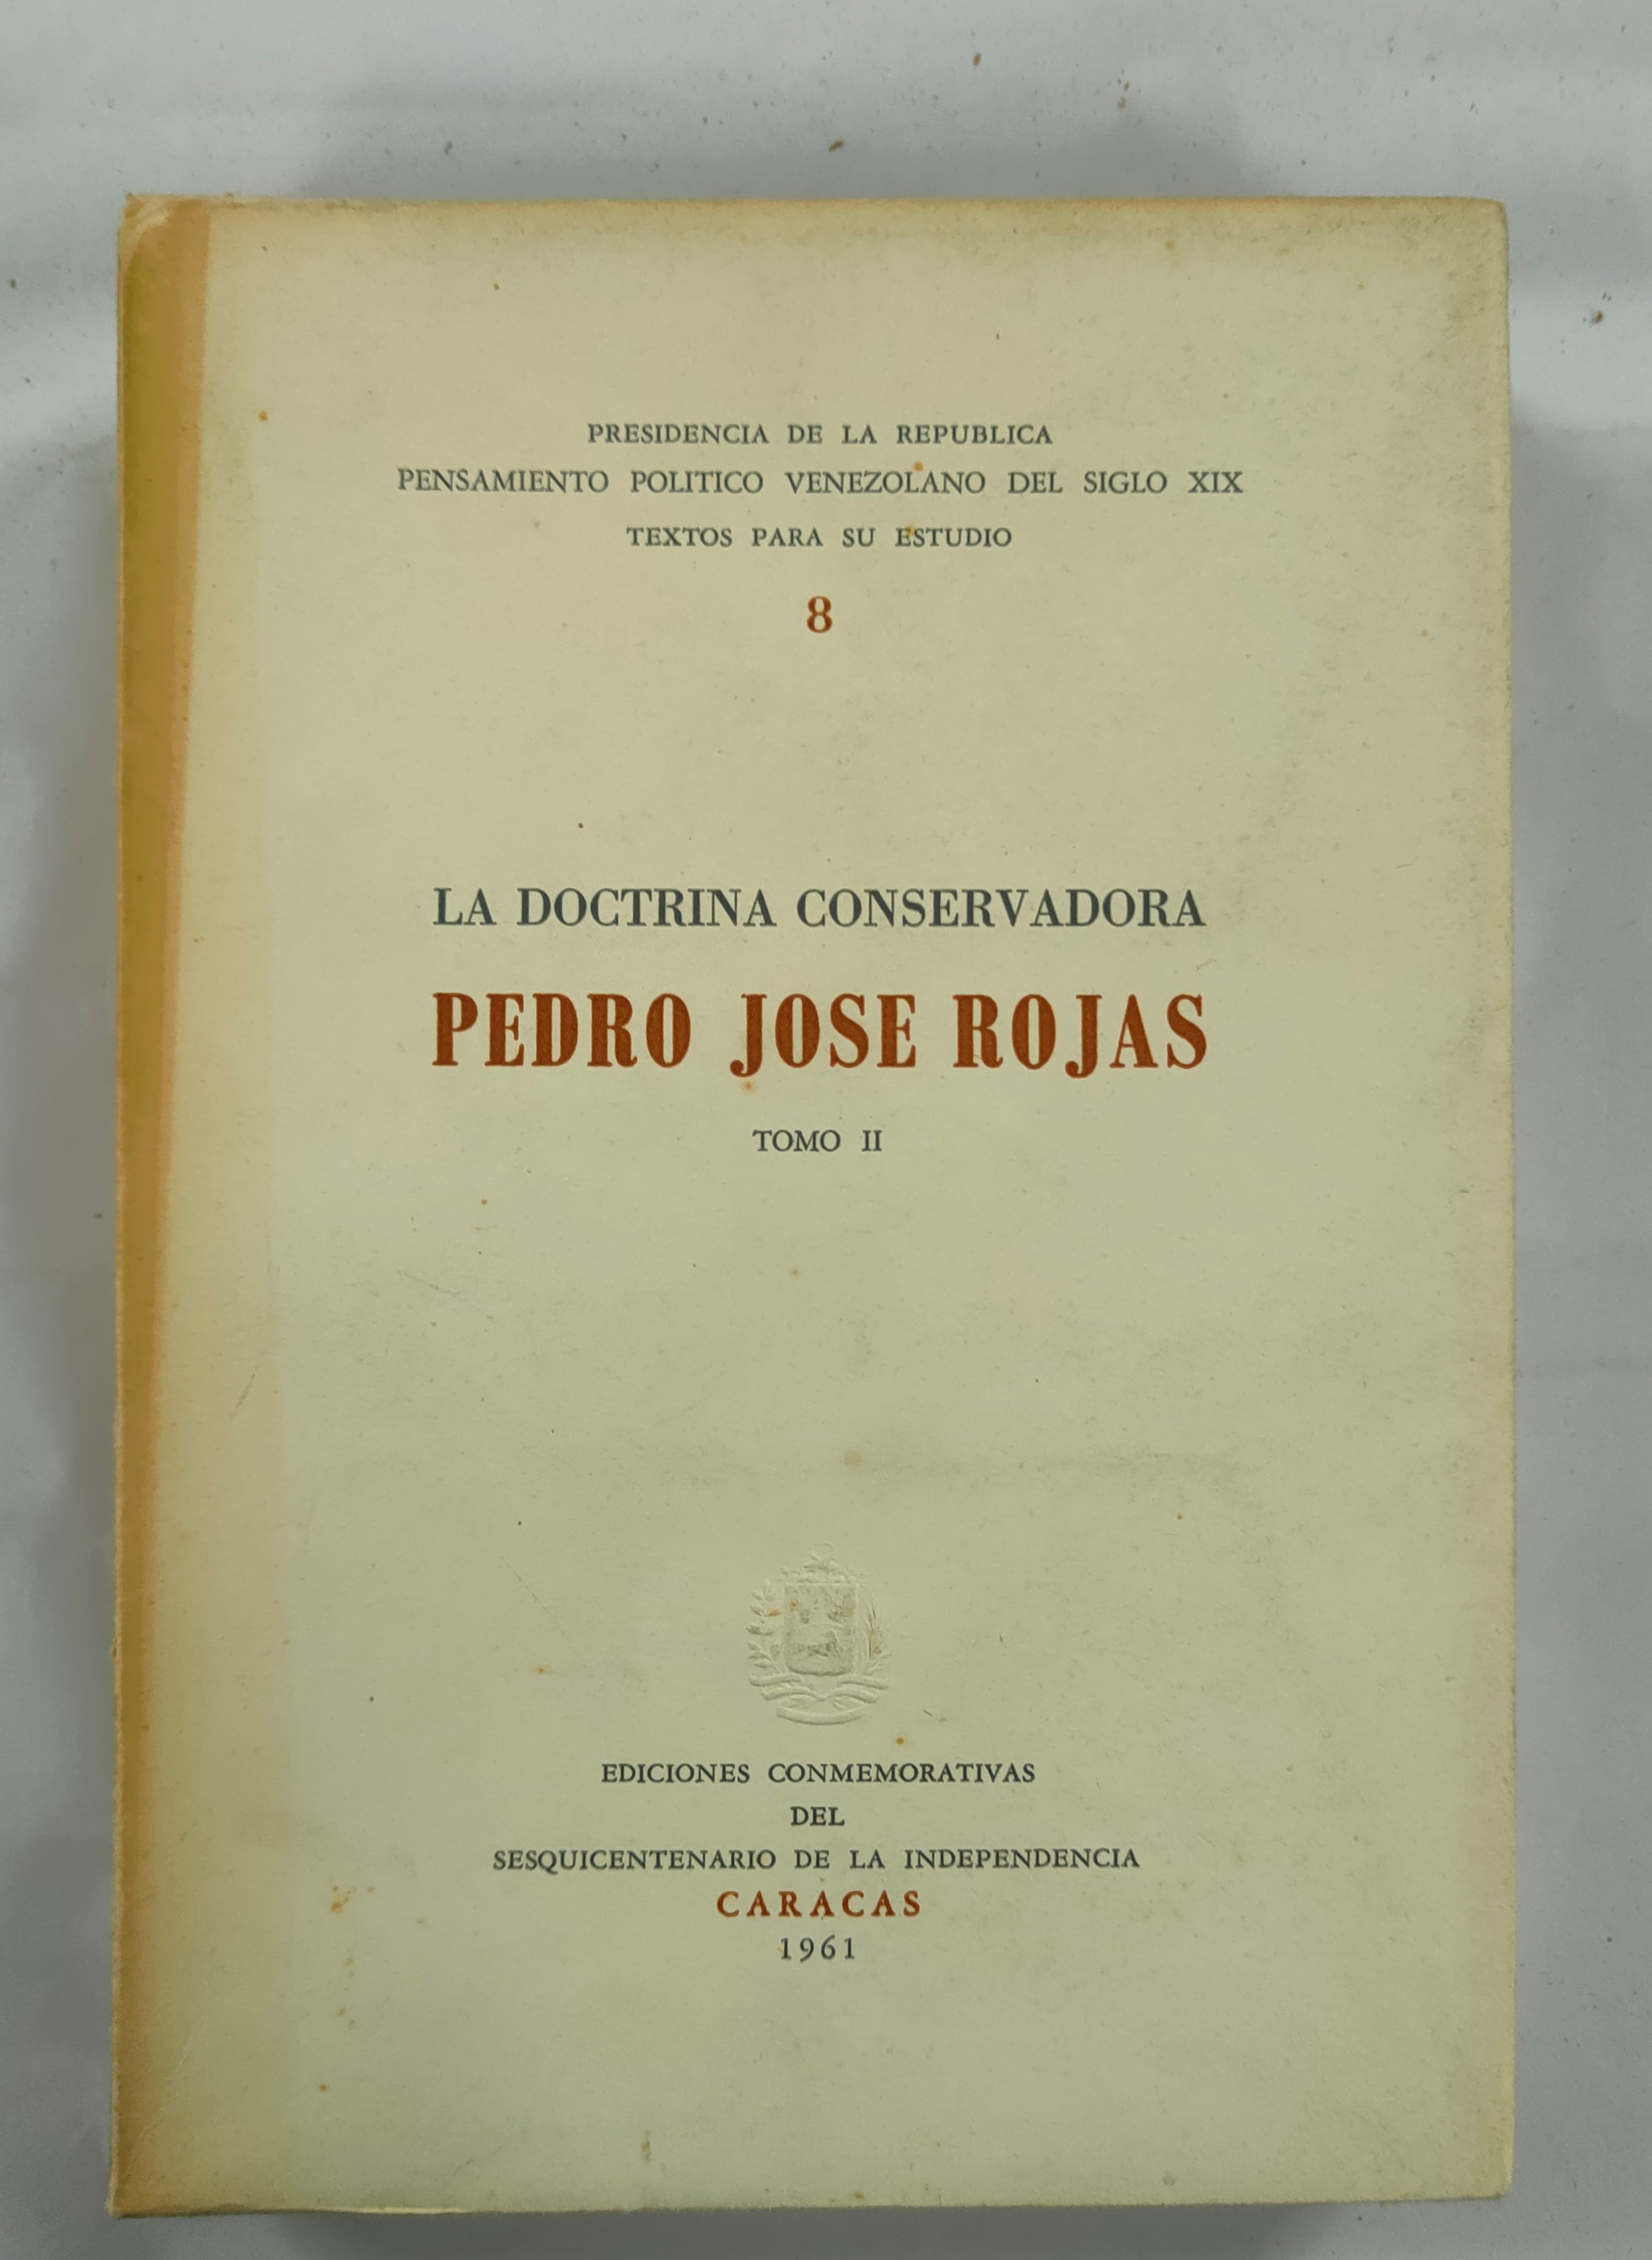 PRESIDENCIA DE LA REPUBLICA
PENSAMIENTO POLITICO VENEZOLANO DEL SIGLO XIX
TEXTOS PARA SU ESTUDIO
8
LA DOCTRINA CONSERVADORA
PEDRO JOSE ROJAS
TOMO II
EDICIONES CONMEMORATIVAS
DEL
SESQUICENTENARIO DE LA INDEPENDENCIA
CARACAS
1961